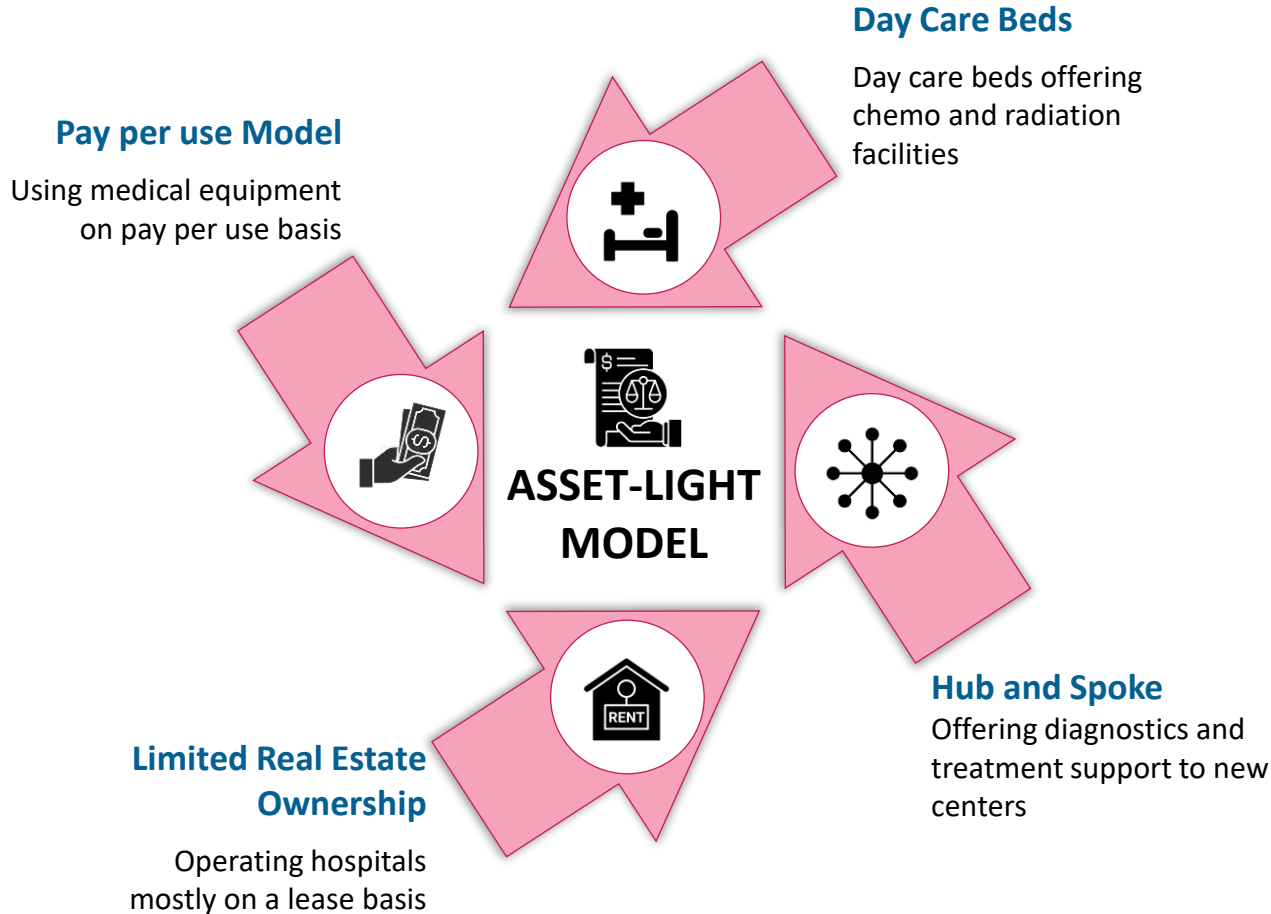 Day Care Beds
Day care beds offering
chemo and radiation
facilities
Pay per use Model
Using medical equipment
on pay per use basis
$
$
ASSET-LIGHT
MODEL
RENT
Hub and Spoke
Offering diagnostics and
treatment support to new
centers
Limited Real Estate
Ownership
Operating hospitals
mostly on a lease basis